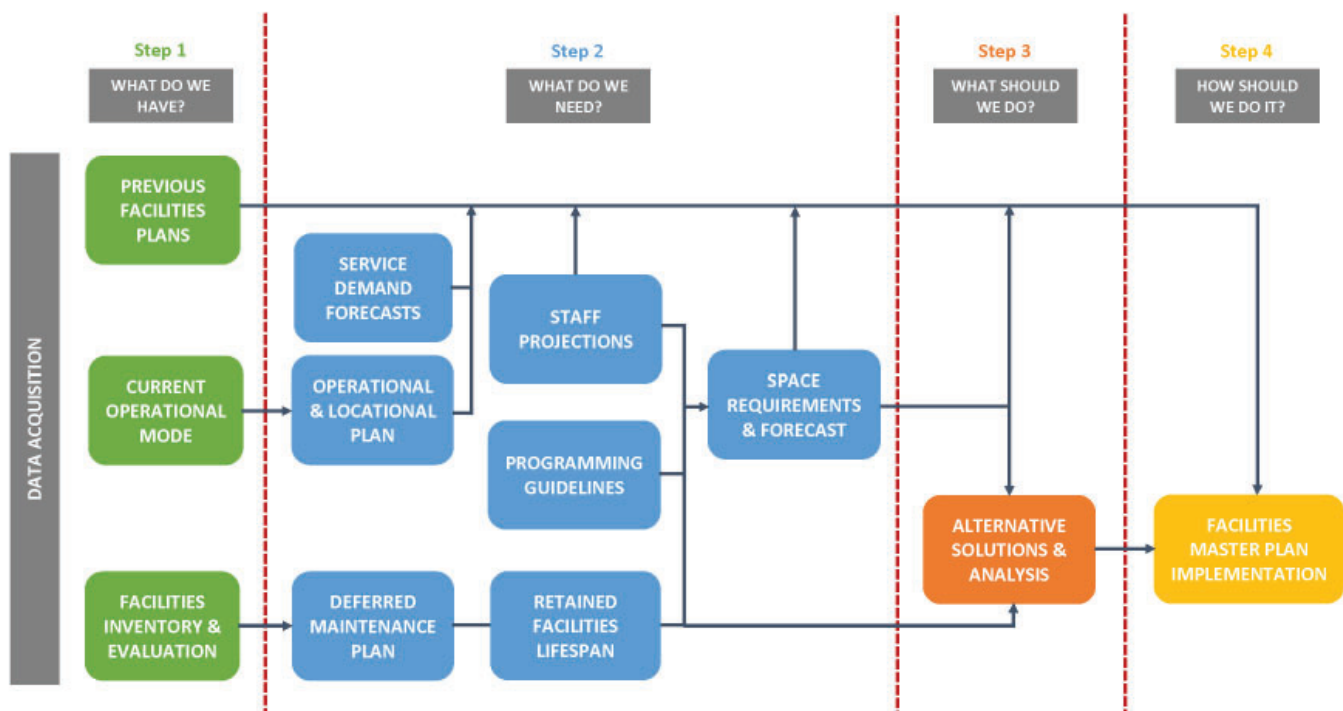 Step 1
WHAT DO WE
HAVE?
Step 2
WHAT DO WE
NEED?
Step 3
WHAT SHOULD
WE DO?
Step 4
HOW SHOULD
WE DO IT?
DATA ACQUISITION
PREVIOUS
FACILITIES
PLANS
CURRENT
OPERATIONAL
MODE
FACILITIES
INVENTORY &
EVALUATION
SERVICE
DEMAND
FORECASTS
OPERATIONAL
& LOCATIONAL
PLAN
DEFERRED
MAINTENANCE
PLAN
STAFF
PROJECTIONS
PROGRAMMING
GUIDELINES
RETAINED
FACILITIES
LIFESPAN
SPACE
REQUIREMENTS
& FORECAST
ALTERNATIVE
SOLUTIONS &
ANALYSIS
FACILITIES
MASTER PLAN
IMPLEMENTATION